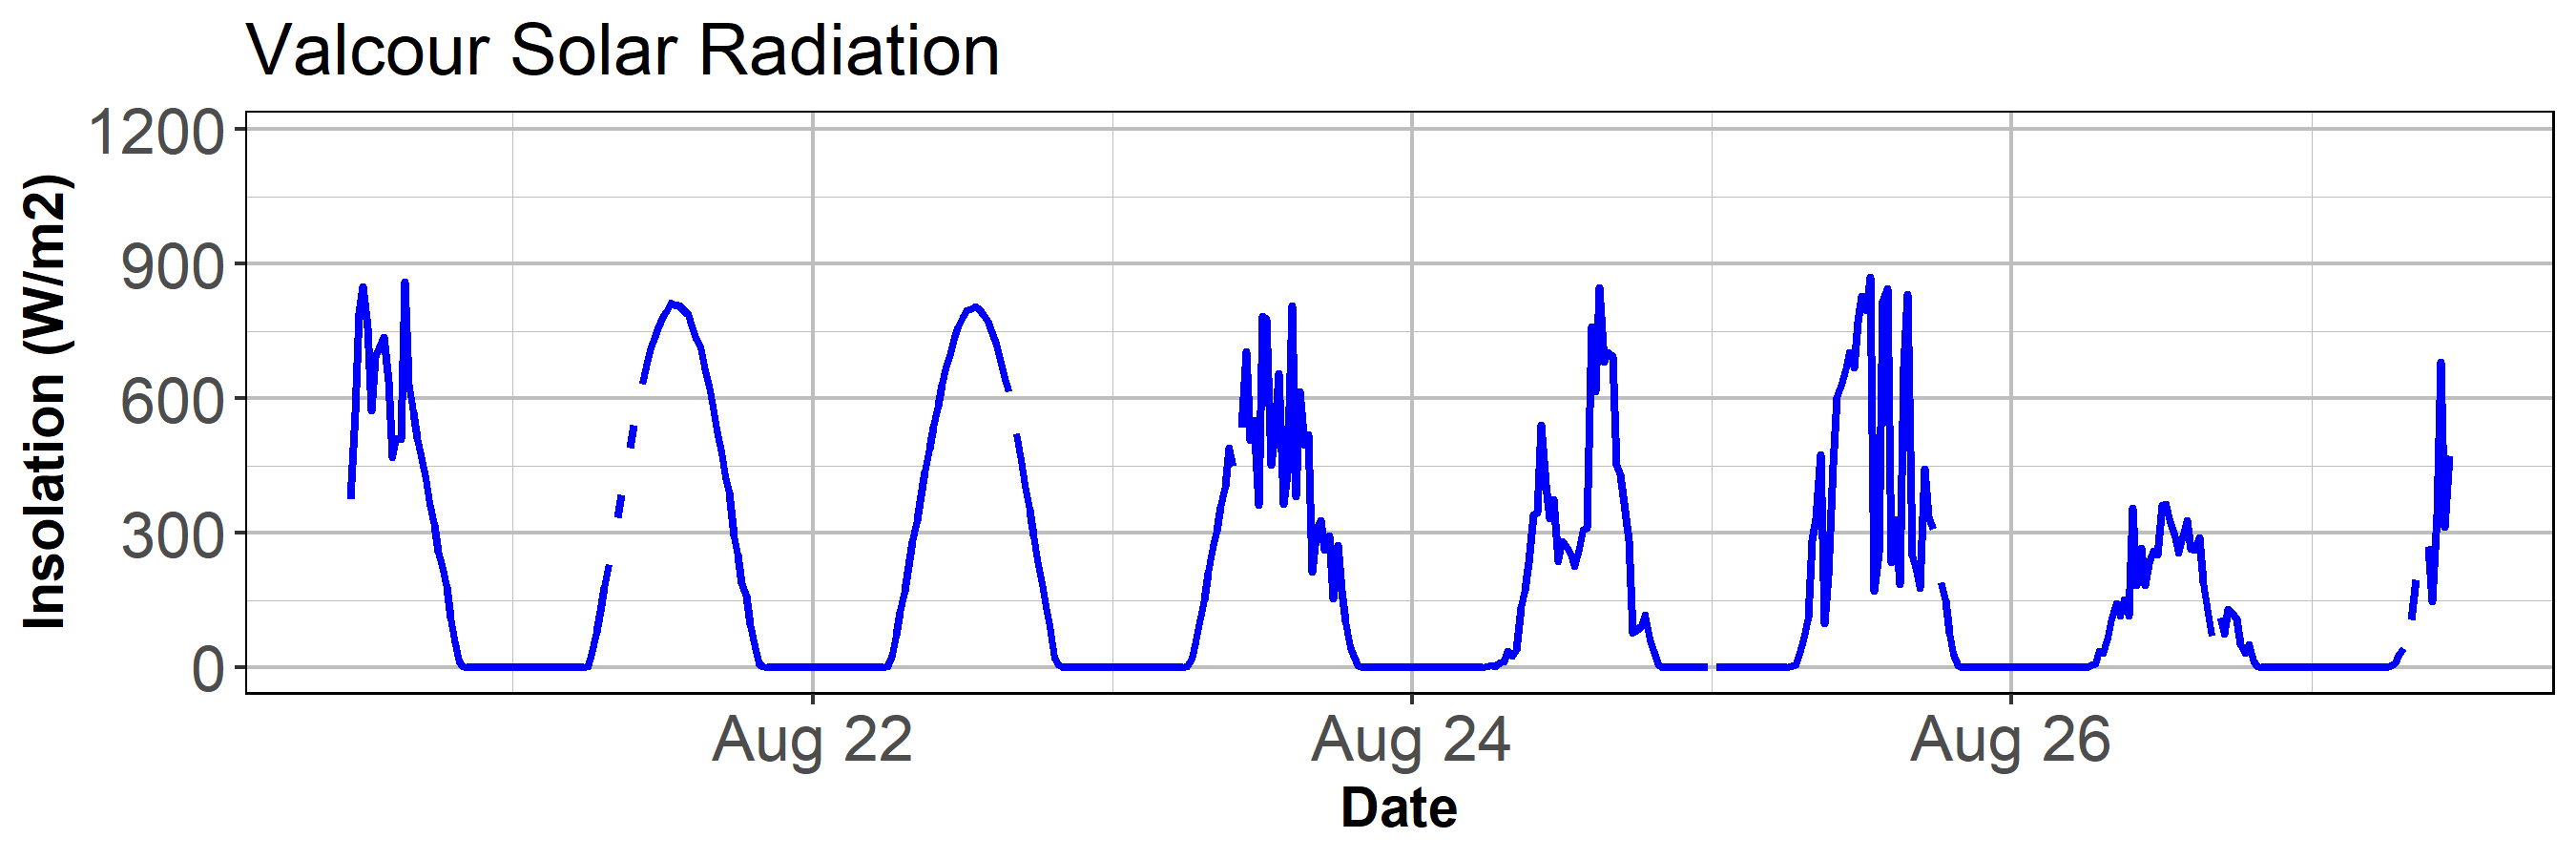 Valcour Solar Radiation
1200
900
600
300
0
Insolation (W/m2)
Aug 22
Aug 24
Aug 26
Date